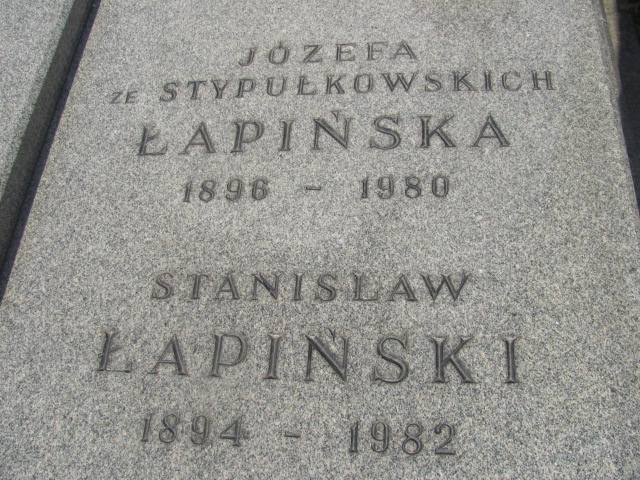 JÓZEFA
ZE STYPUŁKOWSKICH
ŁAPIŃSKA
1896 - 1980
STANISŁAW
ŁAPIŃSKI
1894 - 1982